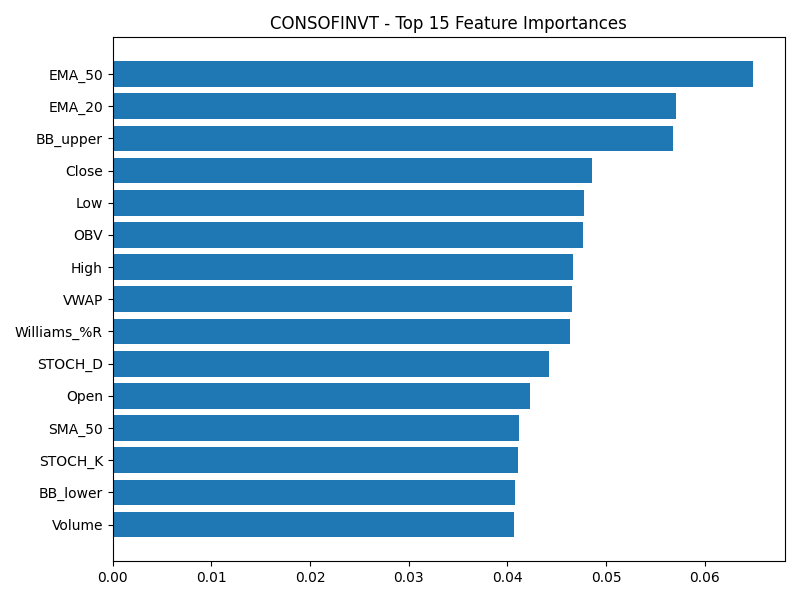 CONSOFINVT - Top 15 Feature Importances
EMA_50
EMA_20
BB_upper
Close
Low
OBV
High
VWAP
Williams_%R
STOCH_D
Open
SMA_50
STOCH_K
BB_lower
Volume
0.00 0.01 0.02 0.03 0.04 0.05 0.06